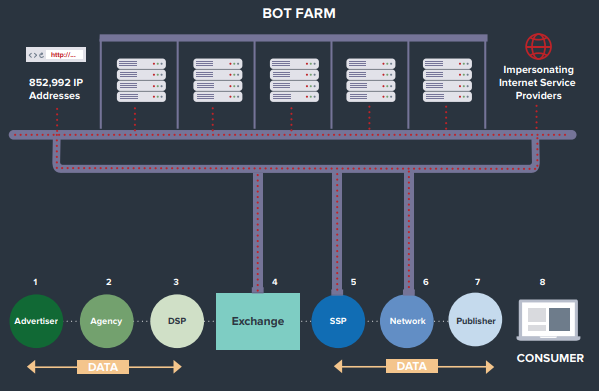 BOT FARM
http://...
852,992 IP
Addresses
Impersonating
Internet Service
Providers
1
2
3
4
5
6
7
8
Advertiser
Agency
DSP
Exchange
SSP
Network
Publisher
CONSUMER
DATA
DATA